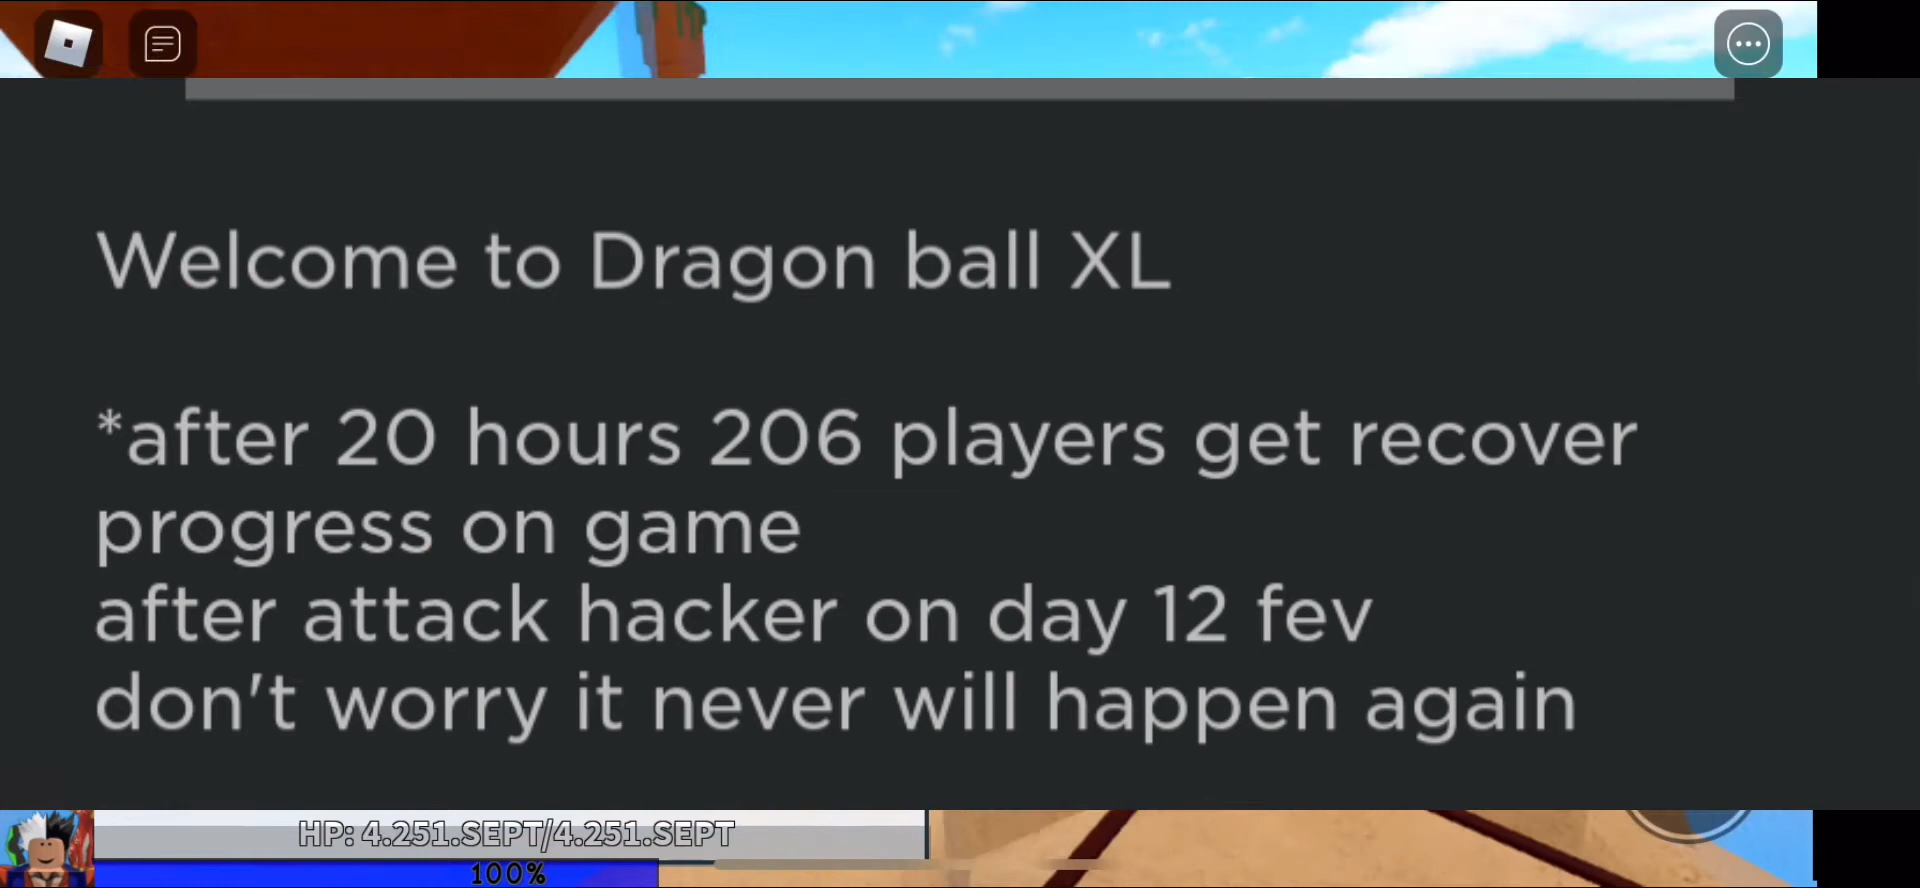 Welcome to Dragon ball XL
*after 20 hours 206 players get recover
progress on game
after attack hacker on day 12 fev
don't worry it never will happen again
HP: 4.251.SEPT/4.251.SEPT
100%